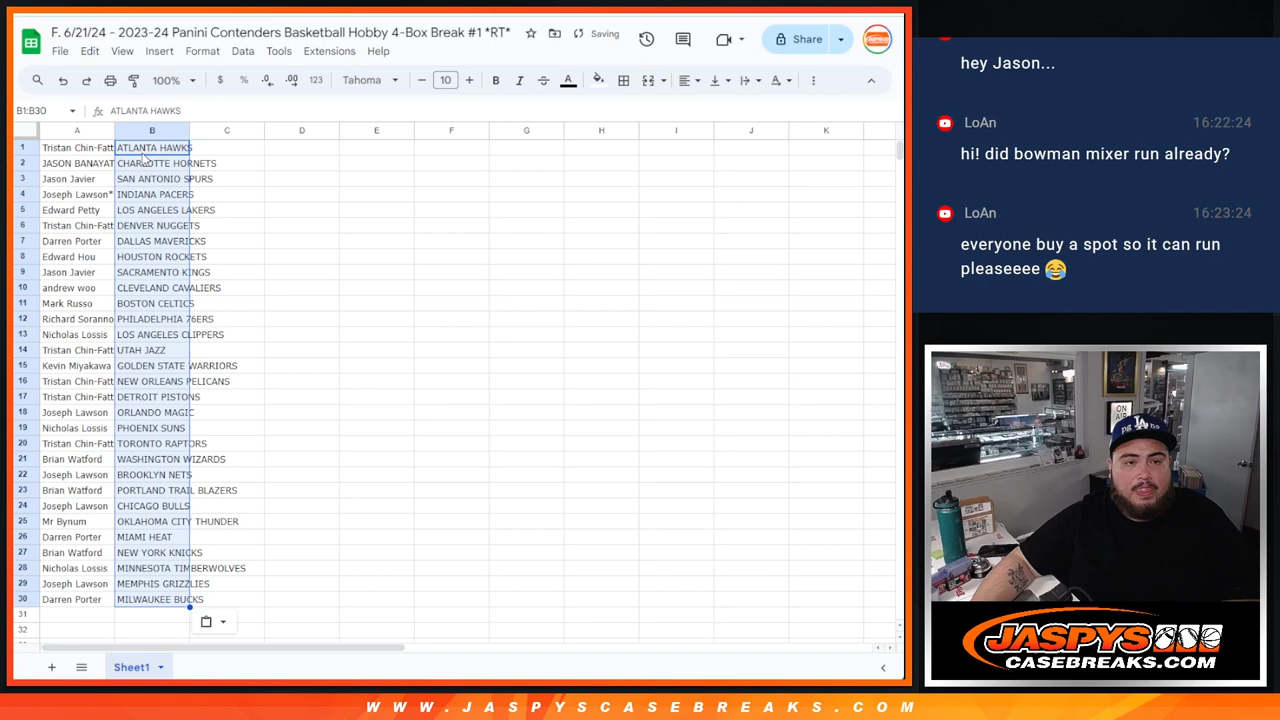 F. 6/21/24 - 2023-24 Panini Contenders Basketball Hobby 4-Box Break #1 *RT*
Saving
Share
File Edit View Insert Format Data Tools Extensions Help
100% $ % .0 .00 123 Tahoma 10 B I A
B1:B30 fx ATLANTA HAWKS
A B C D E F G H I J K
1 Tristan Chin-Fatt ATLANTA HAWKS
2 JASON BANAYAT CHARLOTTE HORNETS
3 Jason Javier SAN ANTONIO SPURS
4 Joseph Lawson* INDIANA PACERS
5 Edward Petty LOS ANGELES LAKERS
6 Tristan Chin-Fatt DENVER NUGGETS
7 Darren Porter DALLAS MAVERICKS
8 Edward Hou HOUSTON ROCKETS
9 Jason Javier SACRAMENTO KINGS
10 andrew woo CLEVELAND CAVALIERS
11 Mark Russo BOSTON CELTICS
12 Richard Soranno PHILADELPHIA 76ERS
13 Nicholas Lossis LOS ANGELES CLIPPERS
14 Tristan Chin-Fatt UTAH JAZZ
15 Kevin Miyakawa GOLDEN STATE WARRIORS
16 Tristan Chin-Fatt NEW ORLEANS PELICANS
17 Tristan Chin-Fatt DETROIT PISTONS
18 Joseph Lawson ORLANDO MAGIC
19 Nicholas Lossis PHOENIX SUNS
20 Tristan Chin-Fatt TORONTO RAPTORS
21 Brian Watford WASHINGTON WIZARDS
22 Joseph Lawson BROOKLYN NETS
23 Brian Watford PORTLAND TRAIL BLAZERS
24 Joseph Lawson CHICAGO BULLS
25 Mr Bynum OKLAHOMA CITY THUNDER
26 Darren Porter MIAMI HEAT
27 Brian Watford NEW YORK KNICKS
28 Nicholas Lossis MINNESOTA TIMBERWOLVES
29 Joseph Lawson MEMPHIS GRIZZLIES
30 Darren Porter MILWAUKEE BUCKS
31
32
Sheet1
hey Jason...
LoAn 16:22:24
hi! did bowman mixer run already?
LoAn 16:23:24
everyone buy a spot so it can run
pleaseeee 😂
ON
AIR
LA
JASPYS
CASEBREAKS.COM
WWW.JASPYSCASEBREAKS.COM